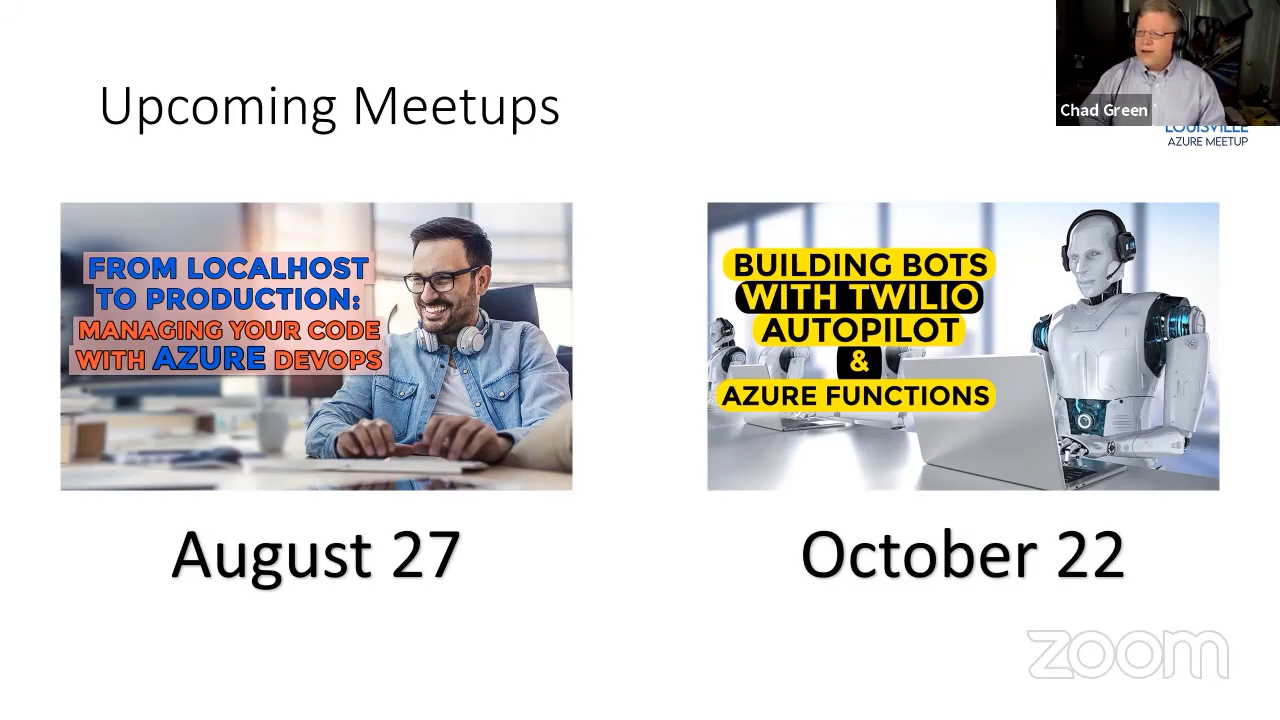 Upcoming Meetups
Chad Green
LOUISVILLE
AZURE MEETUP
FROM LOCALHOST
TO PRODUCTION:
MANAGING YOUR CODE
WITH AZURE DEVOPS
BUILDING BOTS
WITH TWILIO
AUTOPILOT
&
AZURE FUNCTIONS
August 27
October 22
zoom